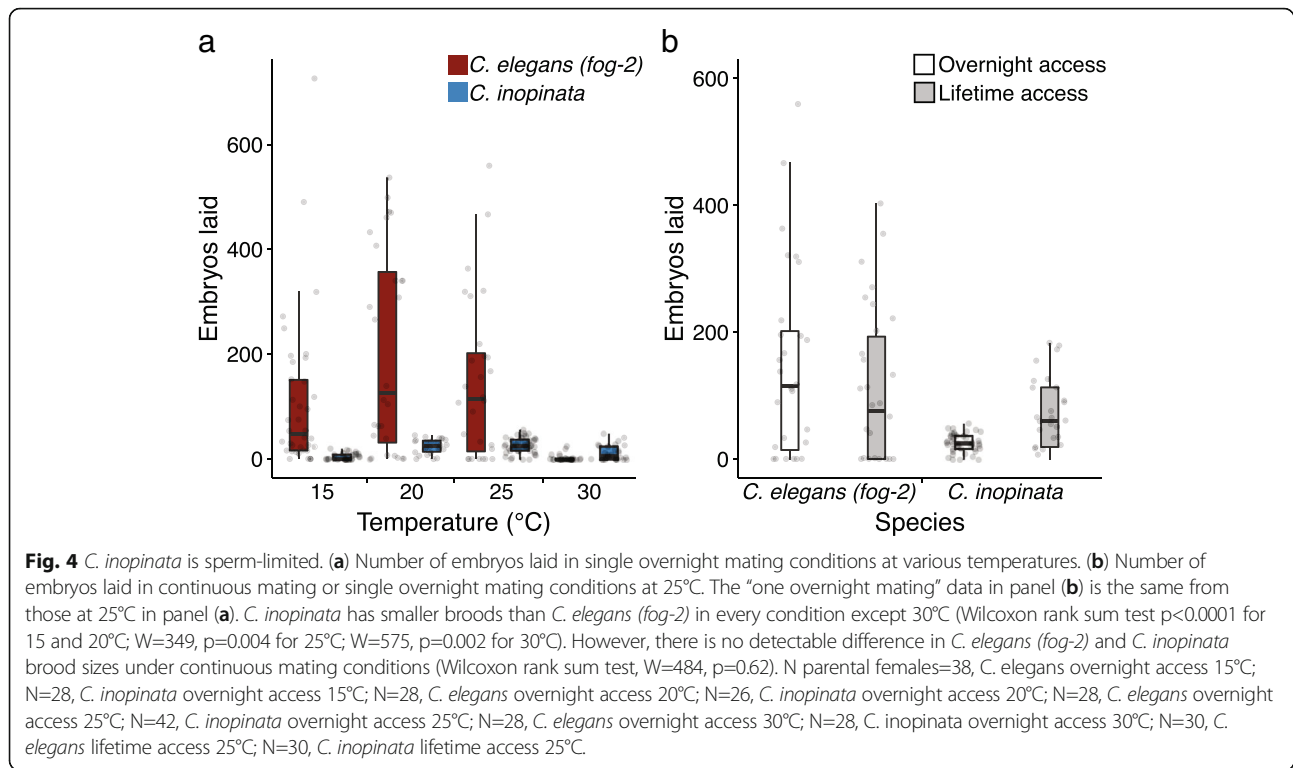 a
b
C. elegans (fog-2)
C. inopinata
Overnight access
Lifetime access
600
400
200
0
Embryos laid
15
20
25
30
Temperature (°C)
600
400
200
0
Embryos laid
C. elegans (fog-2)
C. inopinata
Species
Fig. 4 C. inopinata is sperm-limited. (a) Number of embryos laid in single overnight mating conditions at various temperatures. (b) Number of
embryos laid in continuous mating or single overnight mating conditions at 25°C. The “one overnight mating” data in panel (b) is the same from
those at 25°C in panel (a). C. inopinata has smaller broods than C. elegans (fog-2) in every condition except 30°C (Wilcoxon rank sum test p<0.0001 for
15 and 20°C; W=349, p=0.004 for 25°C; W=575, p=0.002 for 30°C). However, there is no detectable difference in C. elegans (fog-2) and C. inopinata
brood sizes under continuous mating conditions (Wilcoxon rank sum test, W=484, p=0.62). N parental females=38, C. elegans overnight access 15°C;
N=28, C. inopinata overnight access 15°C; N=28, C. elegans overnight access 20°C; N=26, C. inopinata overnight access 20°C; N=28, C. elegans overnight
access 25°C; N=42, C. inopinata overnight access 25°C; N=28, C. elegans overnight access 30°C; N=28, C. inopinata overnight access 30°C; N=30, C.
elegans lifetime access 25°C; N=30, C. inopinata lifetime access 25°C.